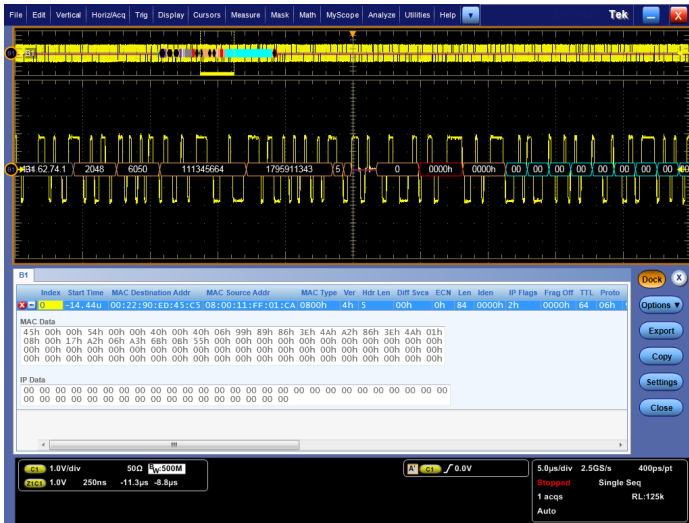 File Edit Vertical Horiz/Acq Trig Display Cursors Measure Mask Math MyScope Analyze Utilities Help Tek X
B1
B1 34.62.74.1 2048 6050 111345664 1795911343 5 0 0000h 0000h 00 00 00 00 00 00 00 00
B1
Dock X
Index Start Time MAC Destination Addr MAC Source Addr MAC Type Ver Hdr Len Diff Svcs ECN Len Iden IP Flags Frag Off TTL Proto
0 -14.44u 00:22:90:ED:45:C5 08:00:11:FF:01:CA 0800h 4h 5 00h 0h 84 0000h 2h 0000h 64 06h
Options
MAC Data
45h 00h 00h 54h 00h 00h 40h 00h 40h 06h 99h 89h 86h 3Eh 4Ah A2h 86h 3Eh 4Ah 01h
08h 00h 17h A2h 06h A3h 6Bh 0Bh 55h 00h 00h 00h 00h 00h 00h 00h 00h 00h 00h 00h
00h 00h 00h 00h 00h 00h 00h 00h 00h 00h 00h 00h 00h 00h 00h 00h 00h 00h 00h 00h
00h 00h 00h 00h 00h 00h 00h 00h 00h 00h 00h 00h 00h 00h 00h 00h 00h 00h 00h 00h
Export
Copy
IP Data
00 00 00 00 00 00 00 00 00 00 00 00 00 00 00 00 00 00 00 00 00 00 00 00 00 00 00
00 00 00 00 00 00 00 00 00 00 00 00 00 00 00 00 00
Settings
Close
C1 1.0V/div 50Ω BW:500M
Z1C1 1.0V 250ns -11.3µs -8.8µs
A' C1 0.0V
5.0µs/div 2.5GS/s 400ps/pt
Stopped Single Seq
1 acqs RL:125k
Auto